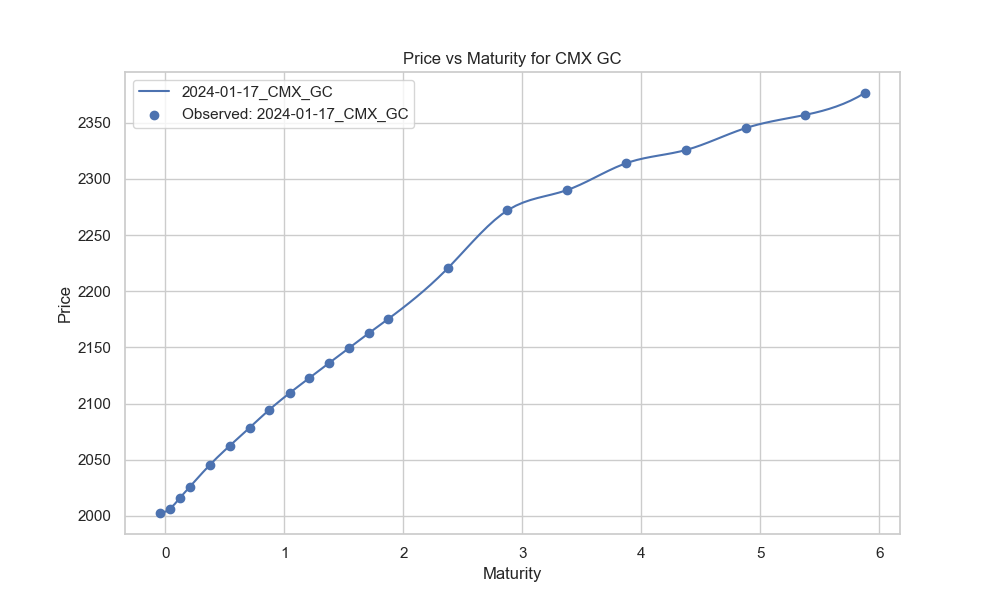 Price vs Maturity for CMX GC
2024-01-17_CMX_GC
Observed: 2024-01-17_CMX_GC
Price
2350
2300
2250
2200
2150
2100
2050
2000
0 1 2 3 4 5 6
Maturity